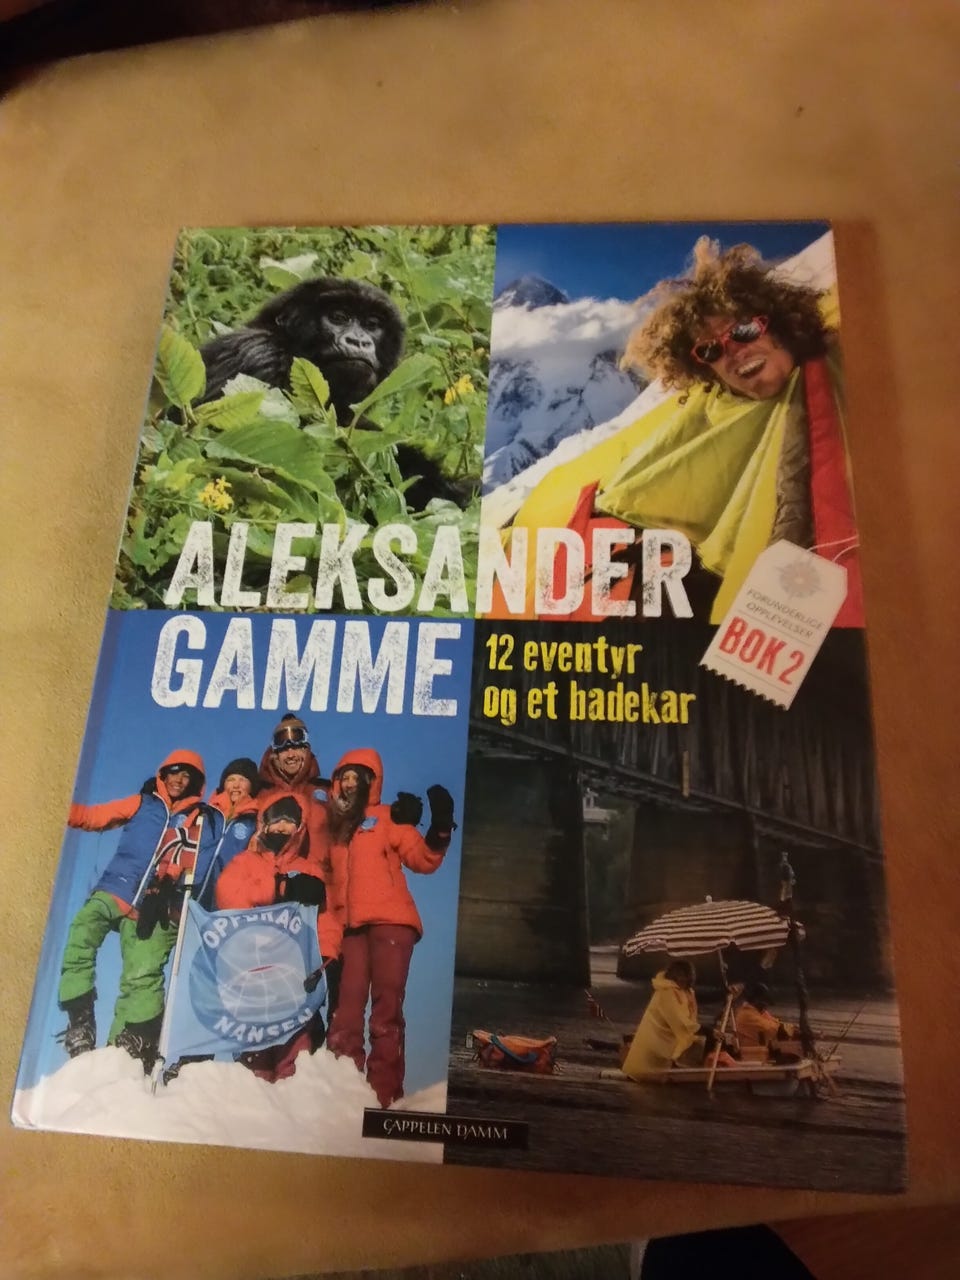 ALEKSANDER
GAMME
12 eventyr
og et badekar
FORUNDERLIGE
OPPLEVELSER
BOK 2
OPPDRAG
NANSEN
CAPPELEN DAMM